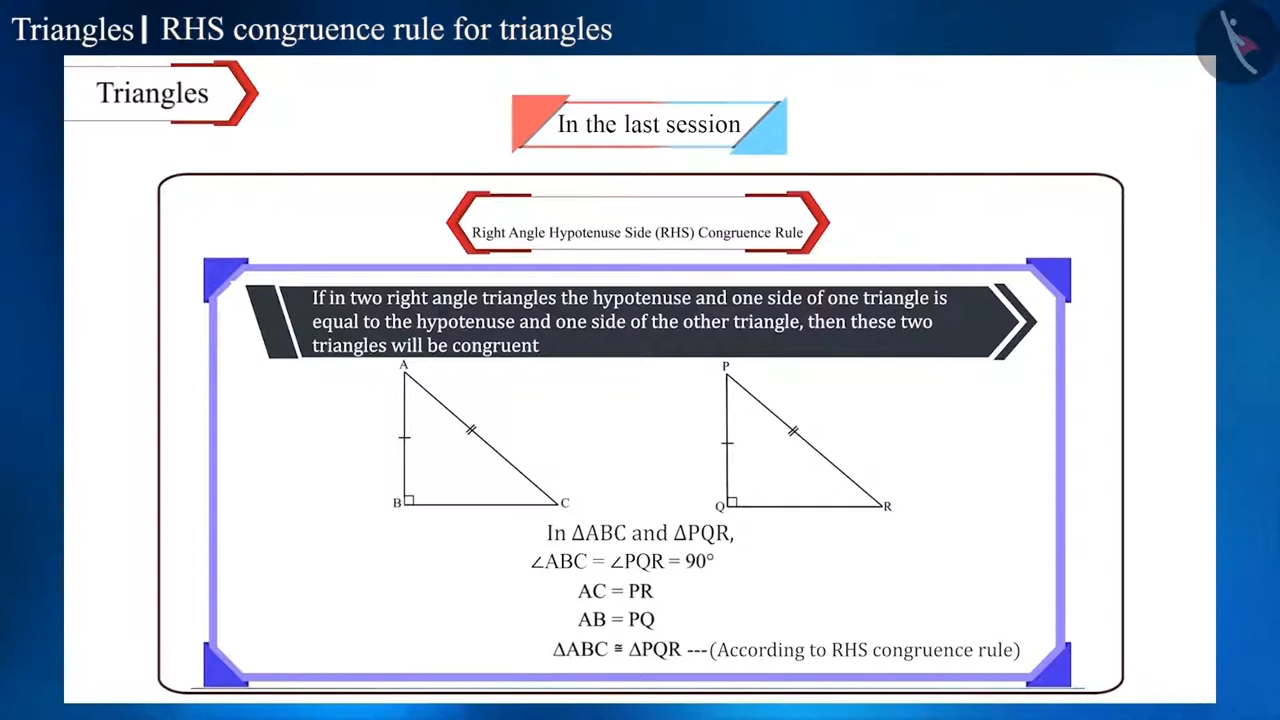 Triangles| RHS congruence rule for triangles
Triangles
In the last session
Right Angle Hypotenuse Side (RHS) Congruence Rule
If in two right angle triangles the hypotenuse and one side of one triangle is
equal to the hypotenuse and one side of the other triangle, then these two
triangles will be congruent
A
P
B
C
Q
R
In ΔABC and ΔPQR,
∠ABC = ∠PQR = 90°
AC = PR
AB = PQ
ΔABC ≅ ΔPQR ---(According to RHS congruence rule)